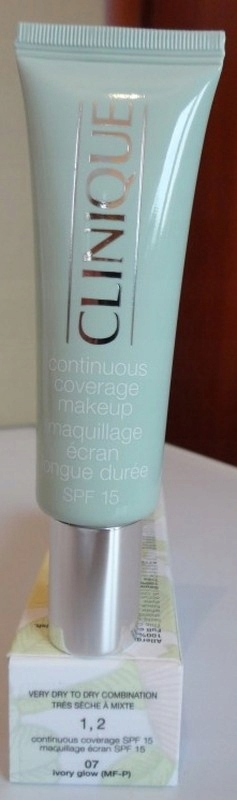 CLINIQUE
continuous
coverage
makeup
maquillage
écran
longue durée
SPF 15
VERY DRY TO DRY COMBINATION
TRÈS SÈCHE À MIXTE
1, 2
continuous coverage SPF 15
maquillage écran SPF 15
07
ivory glow (MF-P)